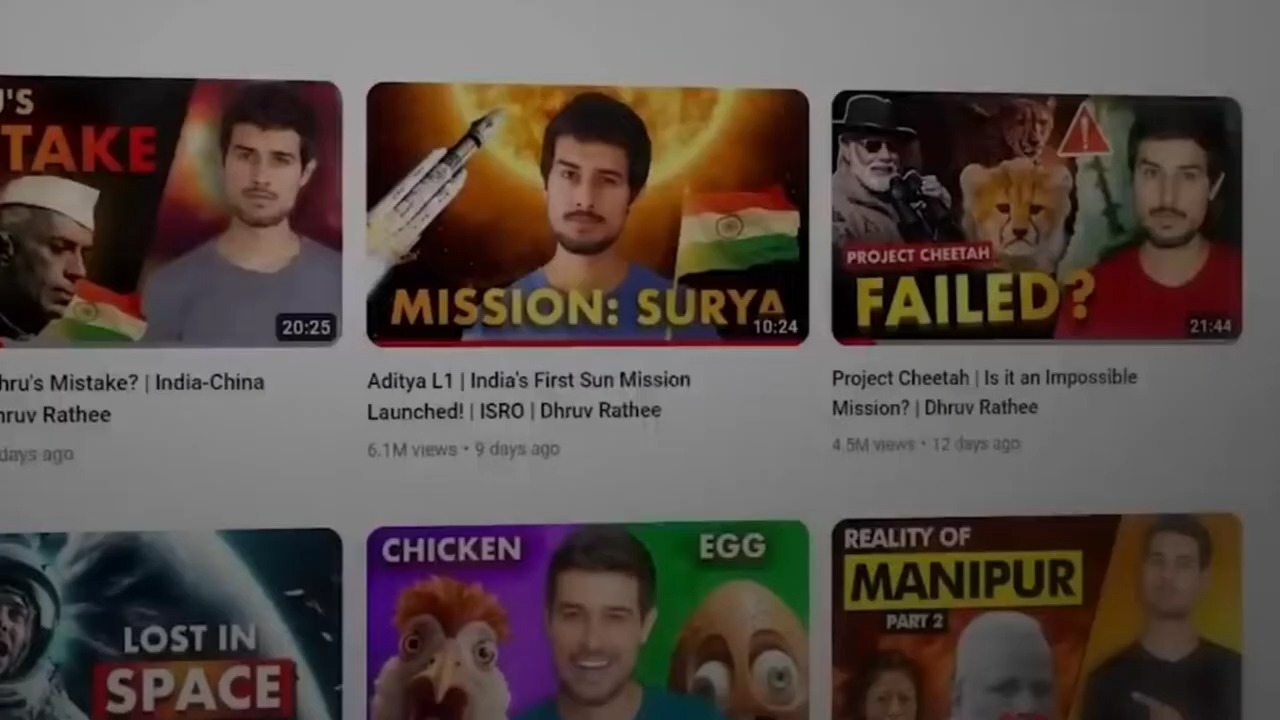 'S
TAKE
20:25
MISSION: SURYA
10:24
PROJECT CHEETAH
FAILED?
21:44
hru's Mistake? | India-China
hruv Rathee
days ago
Aditya L1 | India's First Sun Mission
Launched! | ISRO | Dhruv Rathee
6.1M views • 9 days ago
Project Cheetah | Is it an Impossible
Mission? | Dhruv Rathee
4.5M views • 12 days ago
LOST IN
SPACE
CHICKEN
EGG
REALITY OF
MANIPUR
PART 2